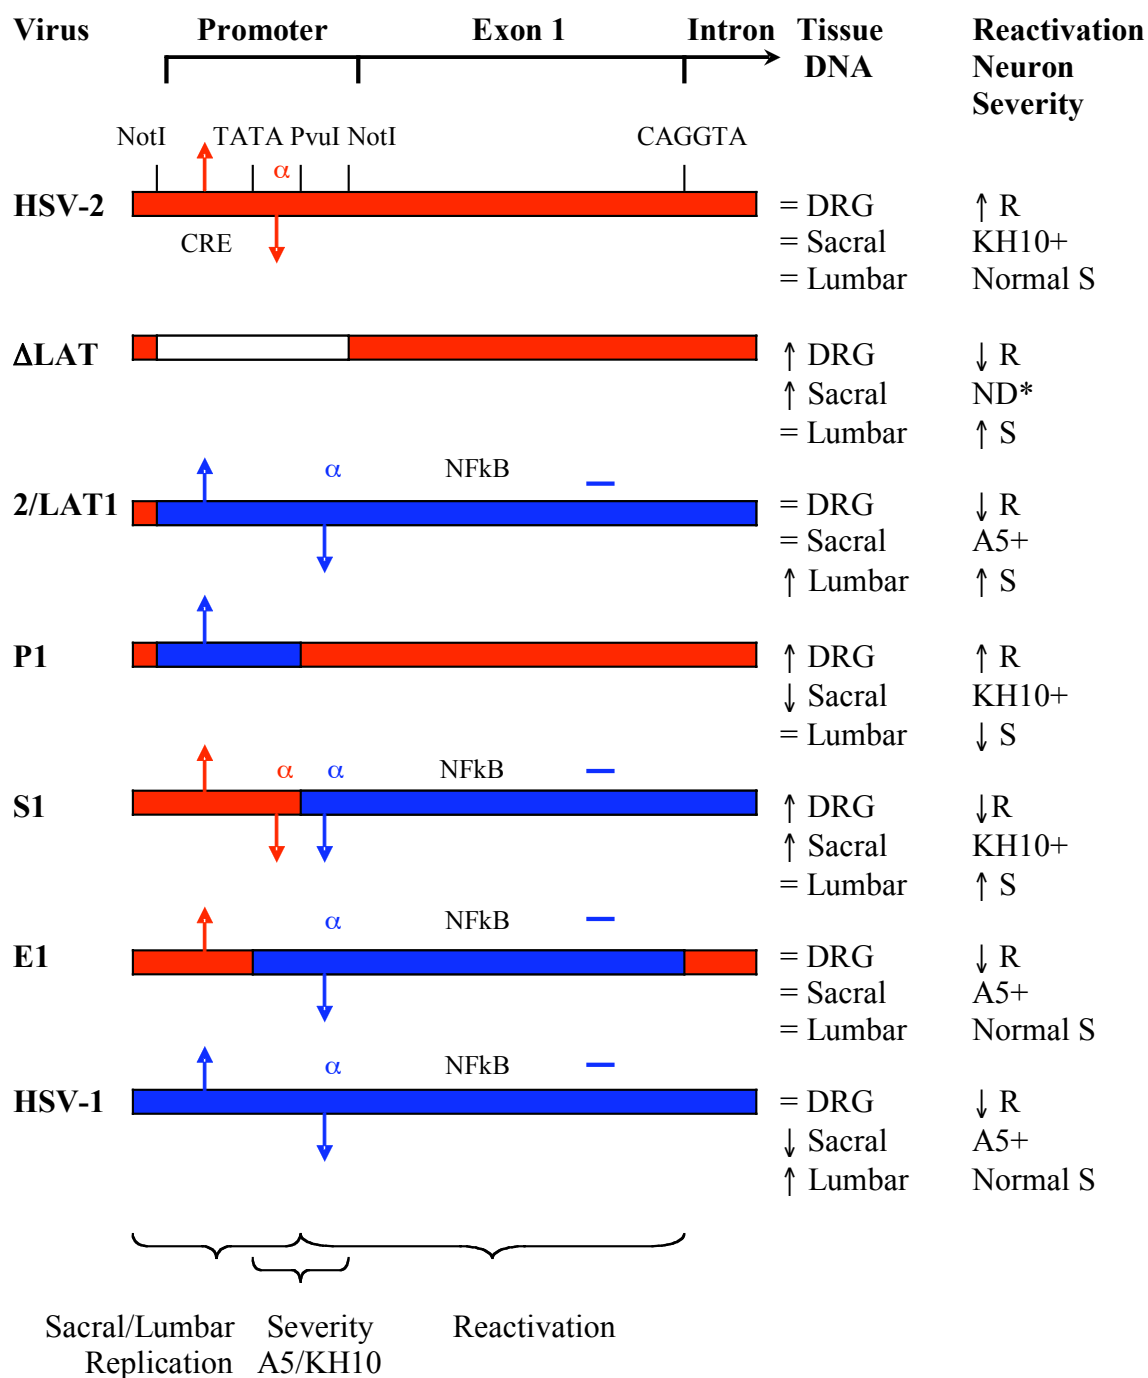 Virus Promoter Exon 1 Intron Tissue Reactivation
DNA Neuron
Severity
NotI TATA PvuI NotI CAGGTA
α
HSV-2 = DRG ↑ R
CRE = Sacral KH10+
= Lumbar Normal S
ΔLAT ↑ DRG ↓ R
↑ Sacral ND*
= Lumbar ↑ S
α NFkB
2/LAT1 = DRG ↓ R
= Sacral A5+
↑ Lumbar ↑ S
P1 ↑ DRG ↑ R
↓ Sacral KH10+
= Lumbar ↓ S
α α NFkB
S1 ↑ DRG ↓R
↑ Sacral KH10+
= Lumbar ↑ S
α NFkB
E1 = DRG ↓ R
= Sacral A5+
= Lumbar Normal S
α NFkB
HSV-1 = DRG ↓ R
↓ Sacral A5+
↑ Lumbar Normal S
Sacral/Lumbar Severity Reactivation
Replication A5/KH10